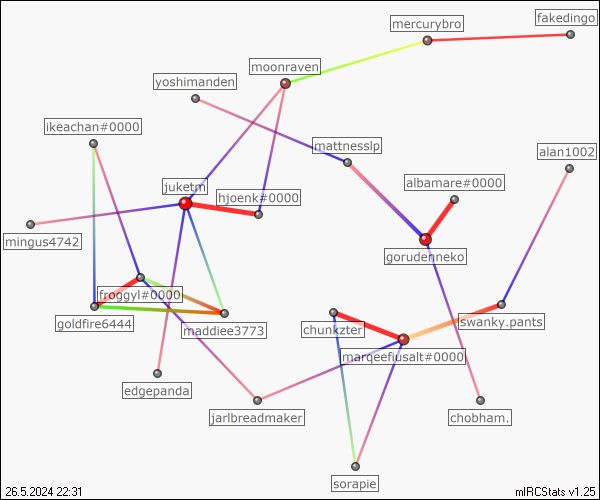 fakedingo
mercurybro
moonraven
yoshimanden
ikeachan#0000
mattnesslp
alan1002
juketm
albamare#0000
hjoenk#0000
mingus4742
gorudenneko
froggyl#0000
goldfire6444
maddiee3773
chunkzter
swanky.pants
marqeefiusalt#0000
edgepanda
jarlbreadmaker
chobham.
sorapie
26.5.2024 22:31
mIRCStats v1.25